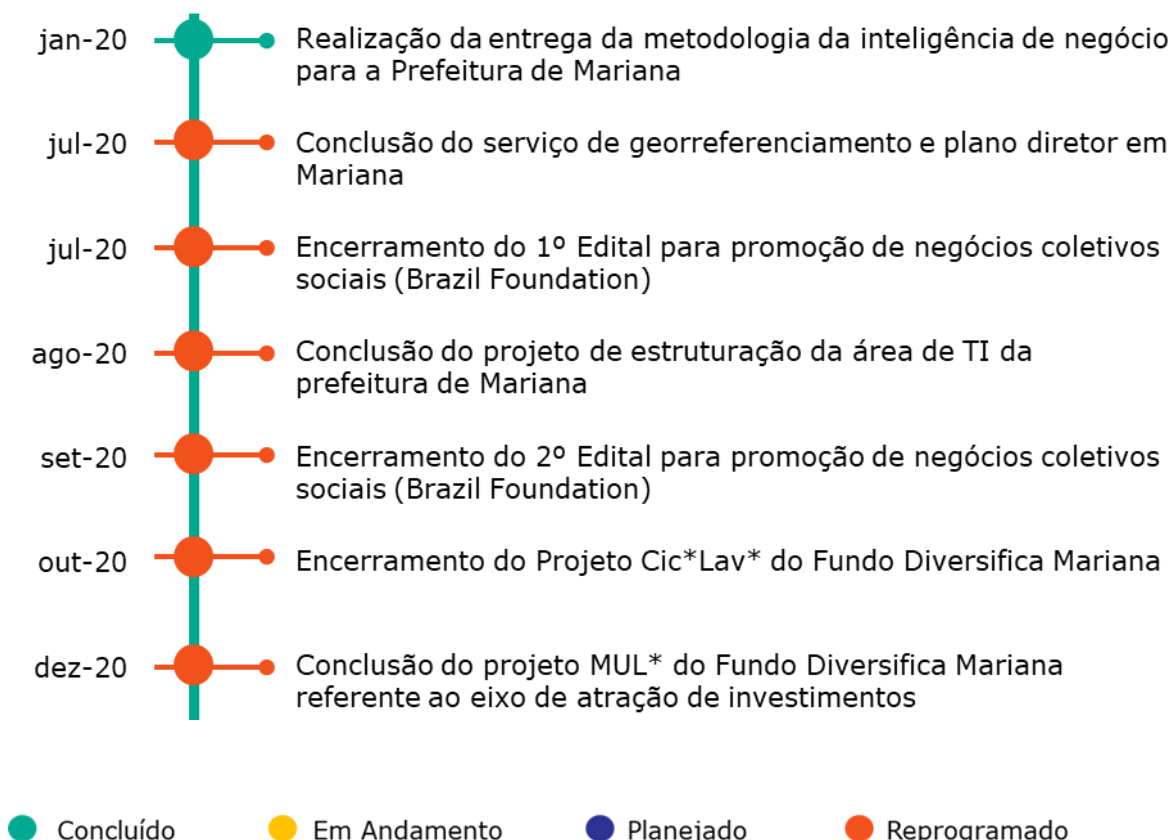 jan-20
Realização da entrega da metodologia da inteligência de negócio
para a Prefeitura de Mariana
jul-20
Conclusão do serviço de georreferenciamento e plano diretor em
Mariana
jul-20
Encerramento do 1º Edital para promoção de negócios coletivos
sociais (Brazil Foundation)
ago-20
Conclusão do projeto de estruturação da área de TI da
prefeitura de Mariana
set-20
Encerramento do 2º Edital para promoção de negócios coletivos
sociais (Brazil Foundation)
out-20
Encerramento do Projeto Cic*Lav* do Fundo Diversifica Mariana
dez-20
Conclusão do projeto MUL* do Fundo Diversifica Mariana
referente ao eixo de atração de investimentos
Concluído Em Andamento Planejado Reprogramado